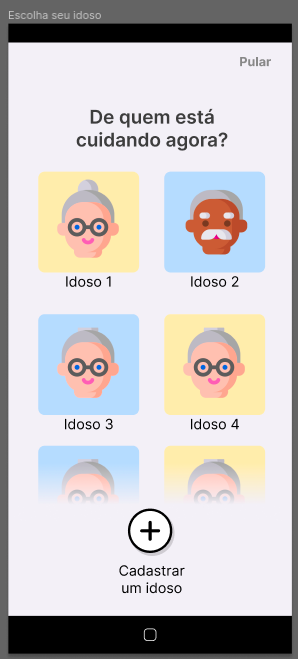 Escolha seu idoso
Pular
De quem está
cuidando agora?
Idoso 1
Idoso 2
Idoso 3
Idoso 4
Cadastrar
um idoso